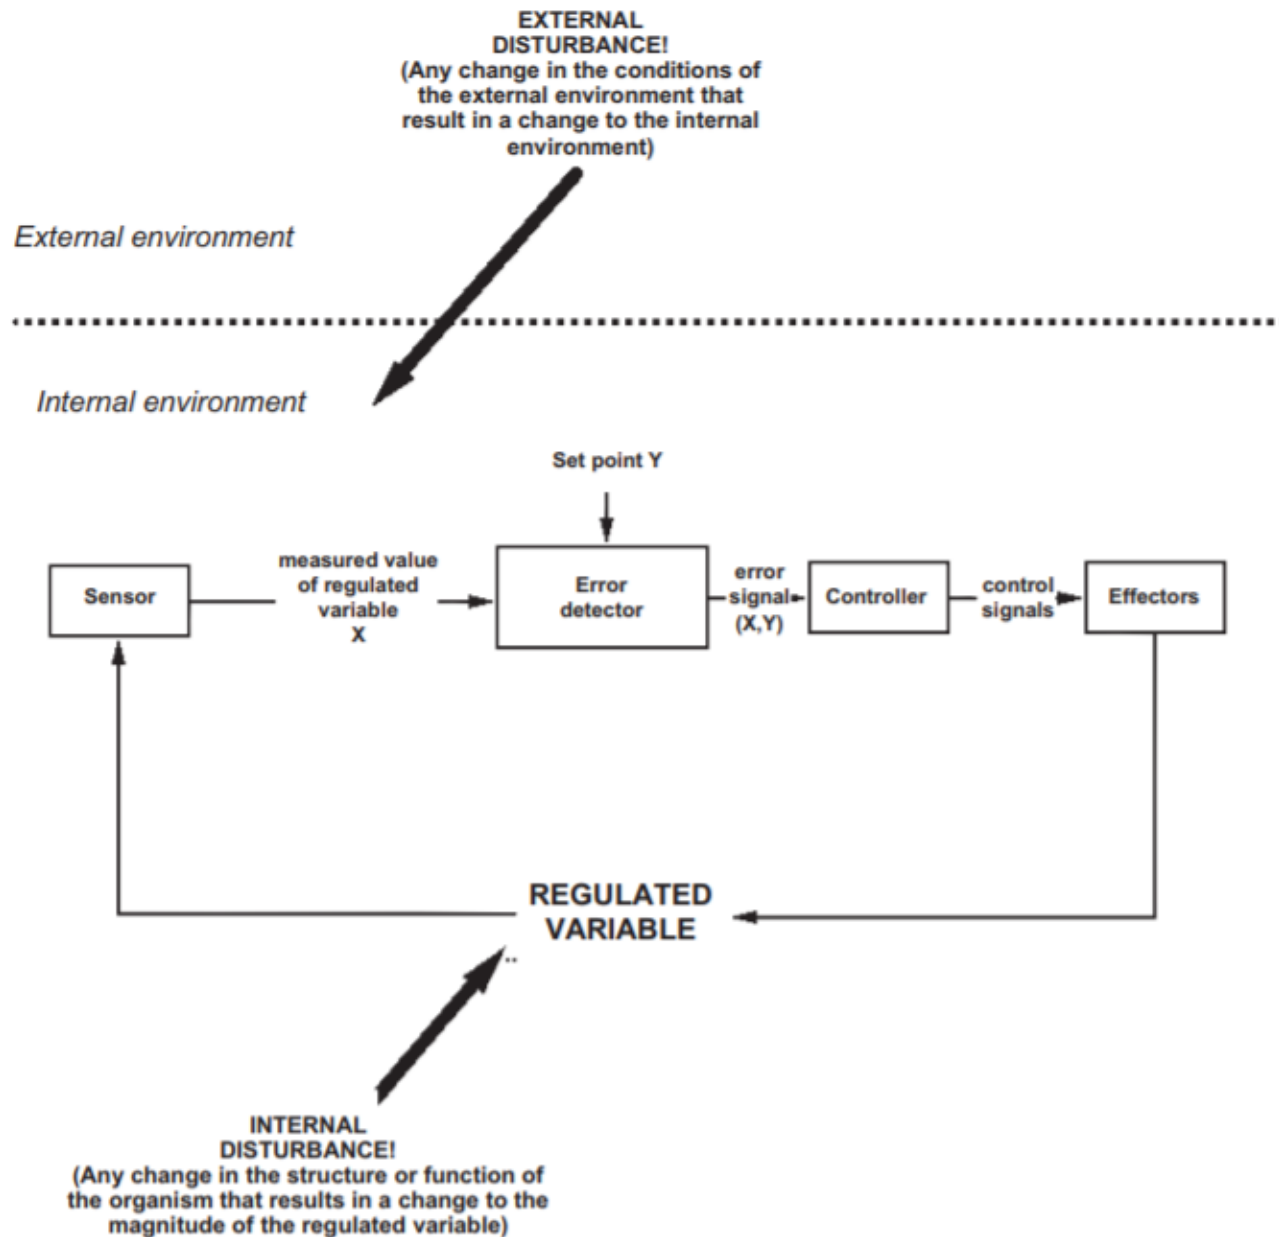 EXTERNAL
DISTURBANCE!
(Any change in the conditions of
the external environment that
result in a change to the internal
environment)
External environment
Internal environment
Set point Y
Sensor
measured value
of regulated
variable
X
Error
detector
error
signal
(X,Y)
Controller
control
signals
Effectors
REGULATED
VARIABLE
INTERNAL
DISTURBANCE!
(Any change in the structure or function of
the organism that results in a change to the
magnitude of the regulated variable)